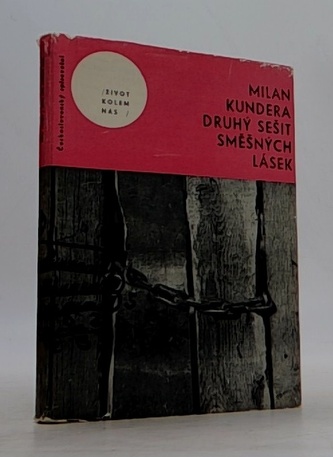 /ŽIVOT
KOLEM
NÁS /
MILAN
KUNDERA
DRUHÝ SEŠIT
SMĚŠNÝCH
LÁSEK
Československý spisovatel